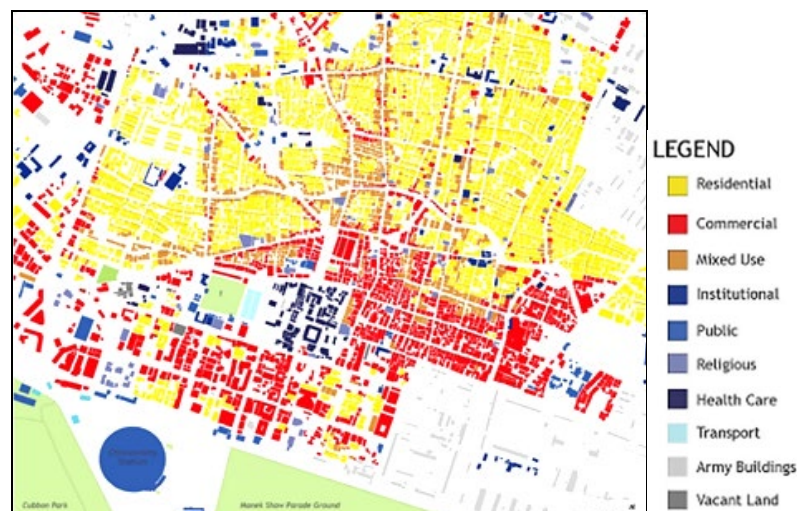 LEGEND
Residential
Commercial
Mixed Use
Institutional
Public
Religious
Health Care
Transport
Army Buildings
Vacant Land
Cubbon Park
Manek Shaw Parade Ground